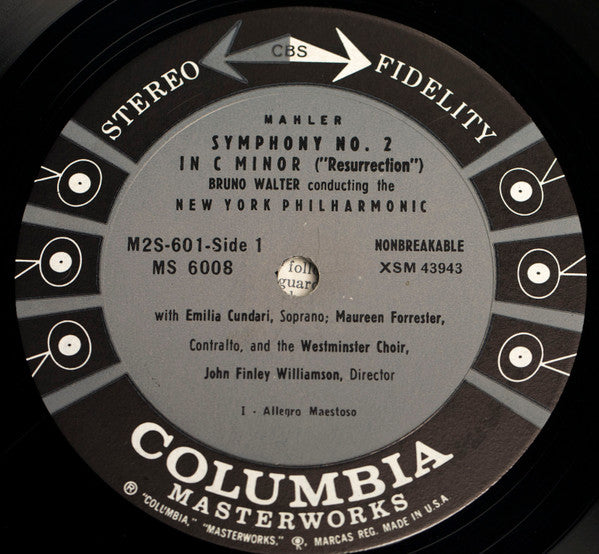 CBS
STEREO FIDELITY
MAHLER
SYMPHONY NO. 2
IN C MINOR ("Resurrection")
BRUNO WALTER conducting the
NEW YORK PHILHARMONIC
M2S-601-Side 1 NONBREAKABLE
MS 6008 XSM 43943
foll
guar
with Emilia Cundari, Soprano; Maureen Forrester,
Contralto, and the Westminster Choir,
John Finley Williamson, Director
I - Allegro Maestoso
COLUMBIA
MASTERWORKS
® "COLUMBIA," "MASTERWORKS," MARCAS REG. MADE IN U.S.A